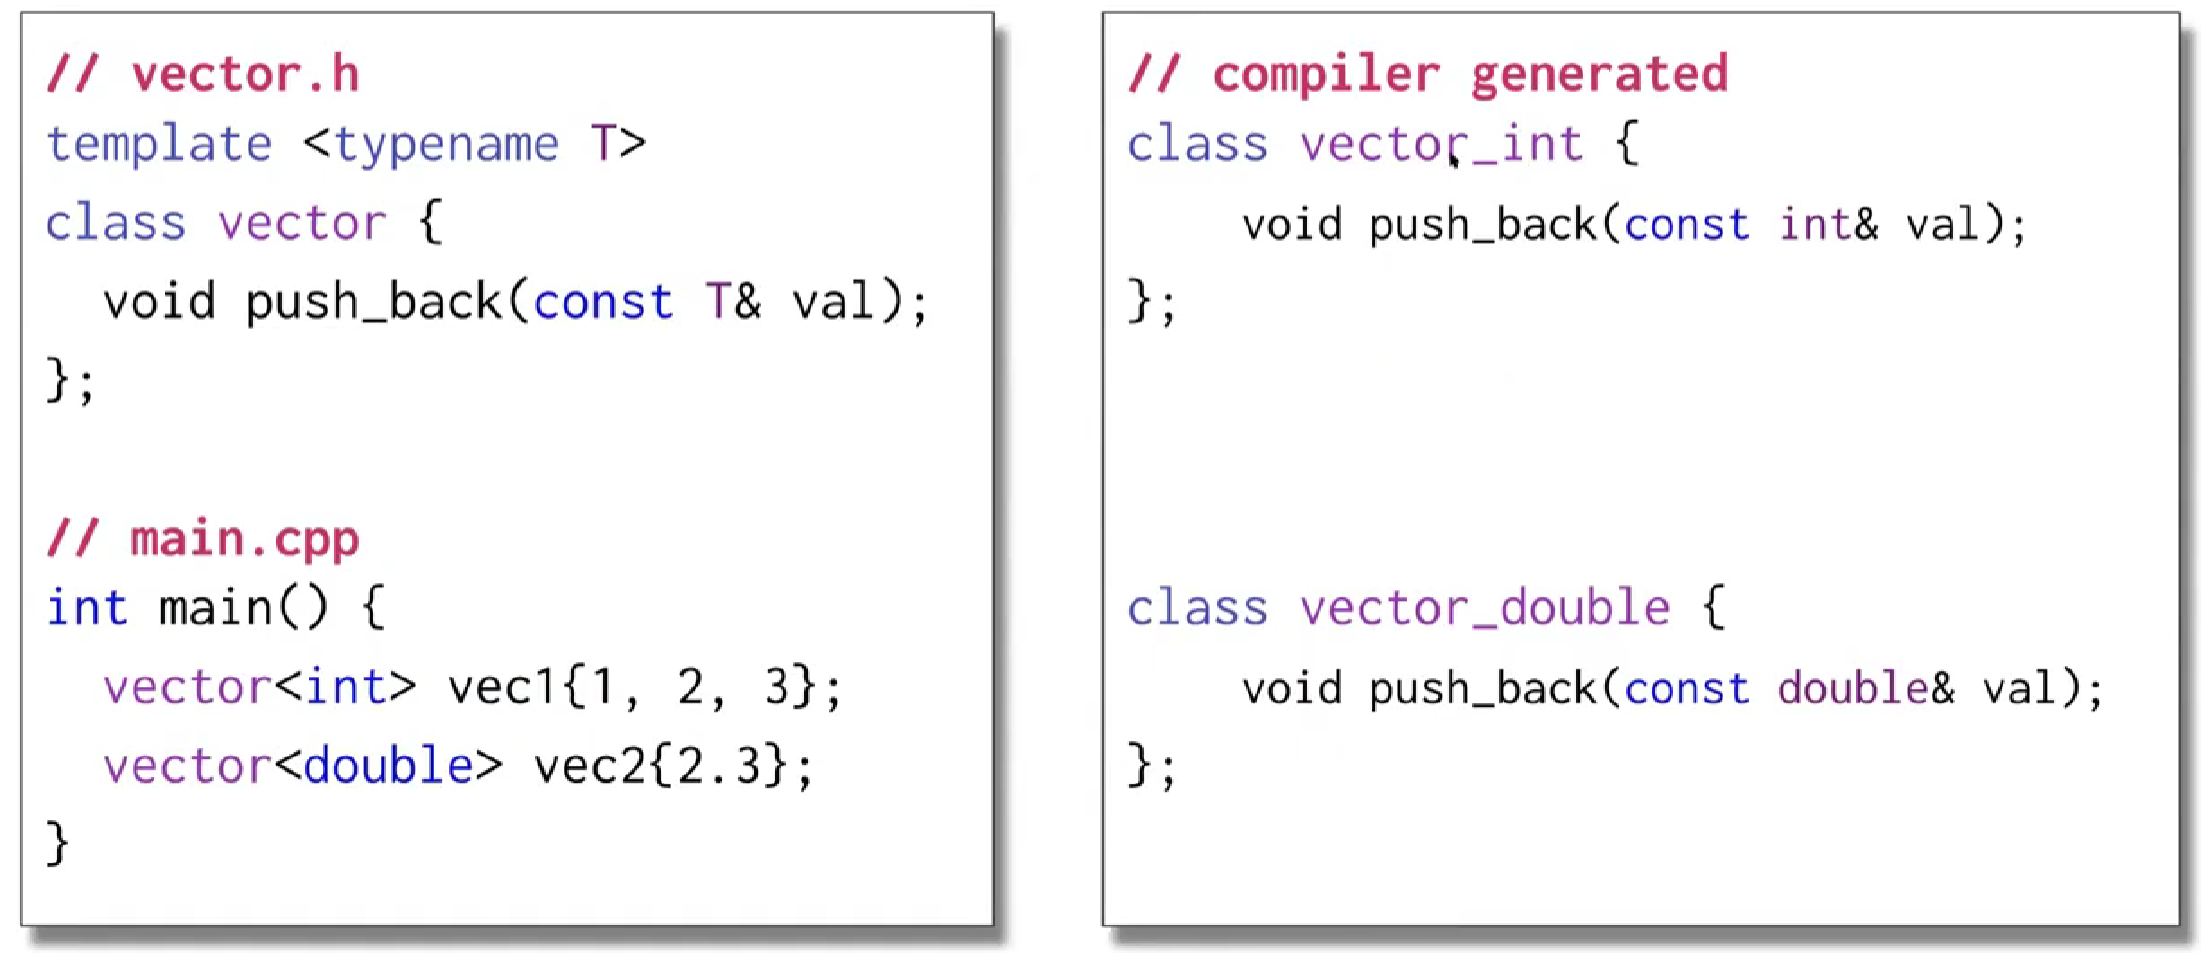 // vector.h
template <typename T>
class vector {
void push_back(const T& val);
};
// main.cpp
int main() {
vector<int> vec1{1, 2, 3};
vector<double> vec2{2.3};
}
// compiler generated
class vector_int {
void push_back(const int& val);
};
class vector_double {
void push_back(const double& val);
};